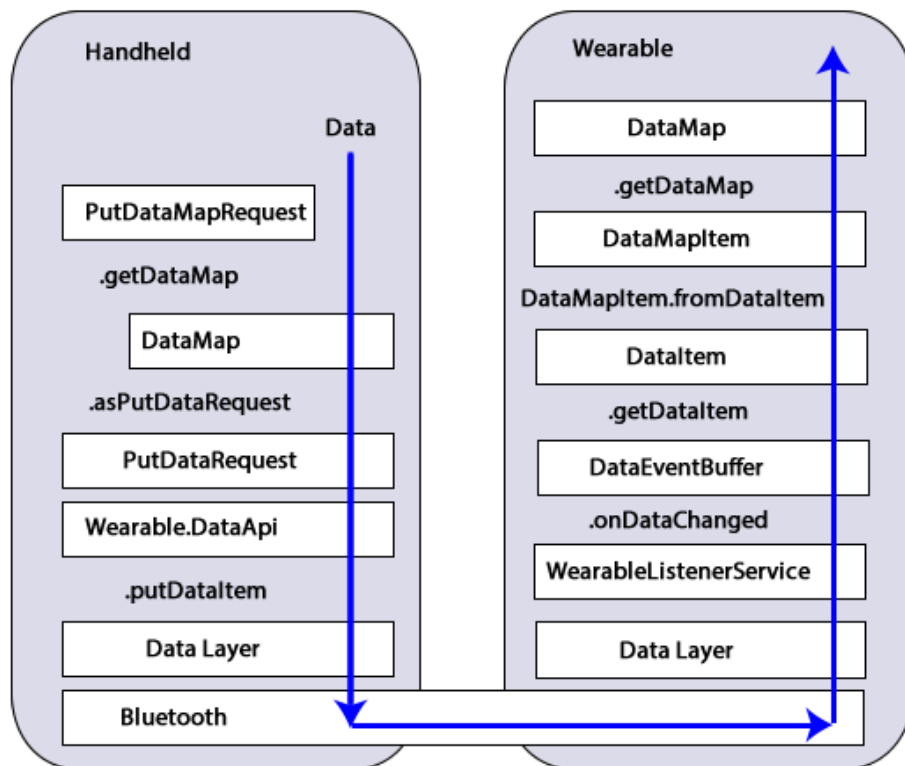 Handheld
Data
PutDataMapRequest
.getDataMap
DataMap
.asPutDataRequest
PutDataRequest
Wearable.DataApi
.putDataItem
Data Layer
Bluetooth
Wearable
DataMap
.getDataMap
DataMapItem
DataMapItem.fromDataItem
DataItem
.getDataItem
DataEventBuffer
.onDataChanged
WearableListenerService
Data Layer